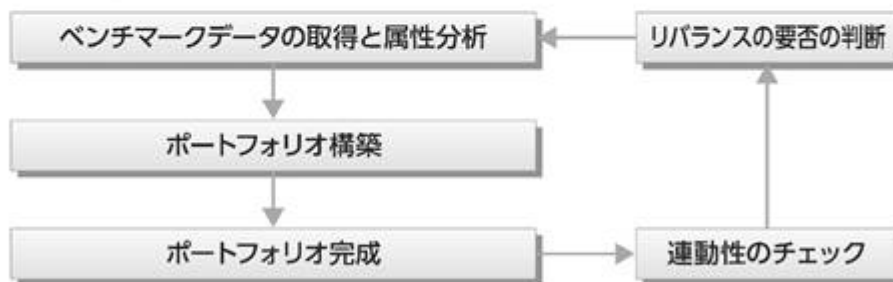 ベンチマークデータの取得と属性分析
リバランスの要否の判断
ポートフォリオ構築
ポートフォリオ完成
連動性のチェック